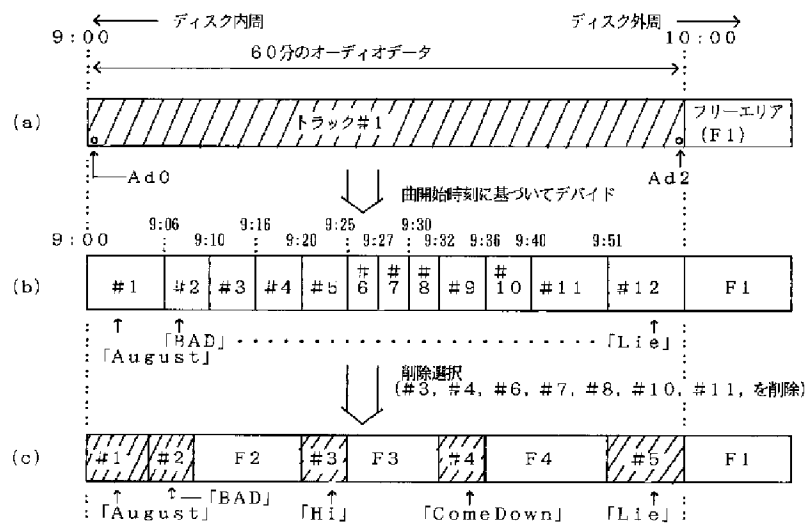 ディスク内周 ディスク外周
9:00 10:00
60分のオーディオデータ
(a) トラック#1 フリーエリア
(F1)
Ad0 Ad2
曲開始時刻に基づいてデバイド
9:00 9:06 9:10 9:16 9:20 9:25 9:27 9:30 9:32 9:36 9:40 9:51
(b) #1 #2 #3 #4 #5 #6 #7 #8 #9 #10 #11 #12 F1
「BAD」 「Lie」
「August」
削除選択
(#3, #4, #6, #7, #8, #10, #11, を削除)
(c) #1 #2 F2 #3 F3 #4 F4 #5 F1
「August」 「BAD」 「Hi」 「ComeDown」 「Lie」